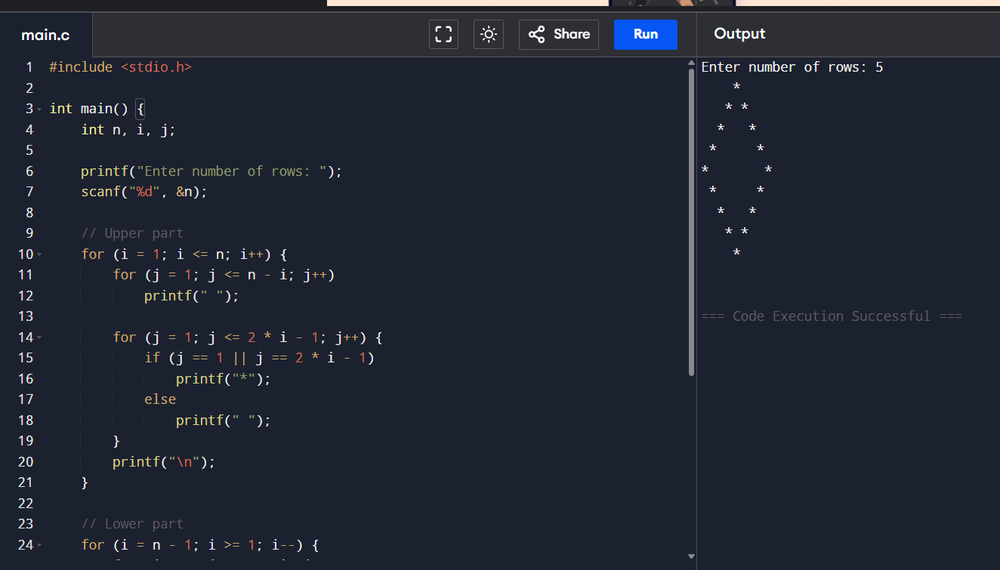 main.c
Share
Run
Output
1 #include <stdio.h>
2
3 int main() {
4     int n, i, j;
5
6     printf("Enter number of rows: ");
7     scanf("%d", &n);
8
9     // Upper part
10     for (i = 1; i <= n; i++) {
11         for (j = 1; j <= n - i; j++)
12             printf(" ");
13
14         for (j = 1; j <= 2 * i - 1; j++) {
15             if (j == 1 || j == 2 * i - 1)
16                 printf("*");
17             else
18                 printf(" ");
19         }
20         printf("\n");
21     }
22
23     // Lower part
24     for (i = n - 1; i >= 1; i--) {
Enter number of rows: 5
    *
   * *
  *   *
 *     *
*       *
 *     *
  *   *
   * *
    *
=== Code Execution Successful ===